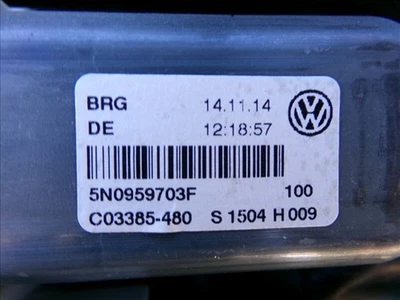 BRG 14.11.14
DE 12:18:57
5N0959703F 100
C03385-480 S 1504 H 009